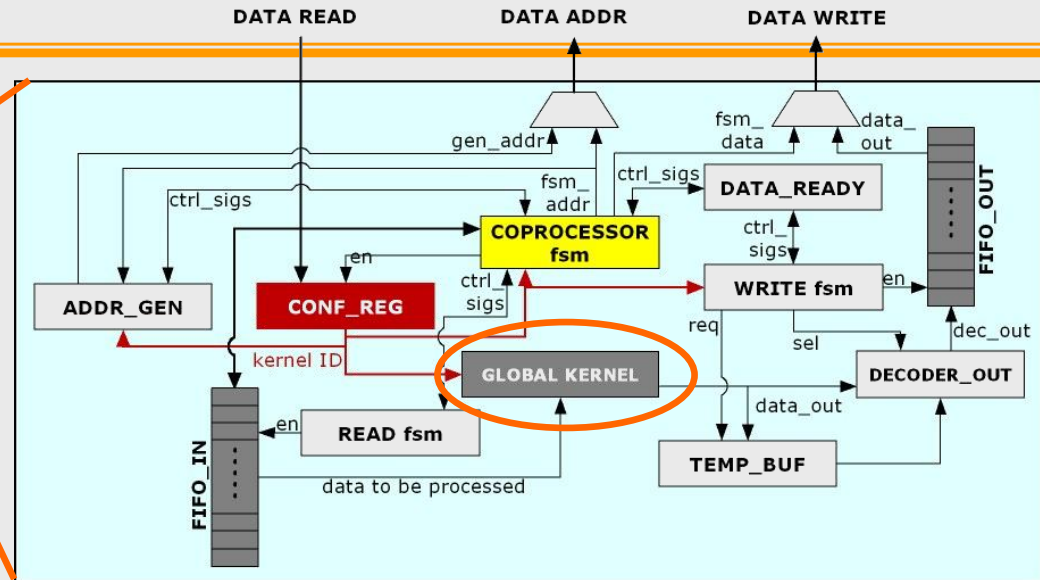 DATA READ
DATA ADDR
DATA WRITE
gen_addr
fsm_
data
data_
out
ctrl_sigs
fsm_
addr
ctrl_sigs
DATA_READY
FIFO_OUT
COPROCESSOR
fsm
ctrl_
sigs
en
ADDR_GEN
CONF_REG
ctrl_
sigs
WRITE fsm
en
kernel ID
req
sel
dec_out
GLOBAL KERNEL
DECODER_OUT
data_out
en
READ fsm
FIFO_IN
TEMP_BUF
data to be processed